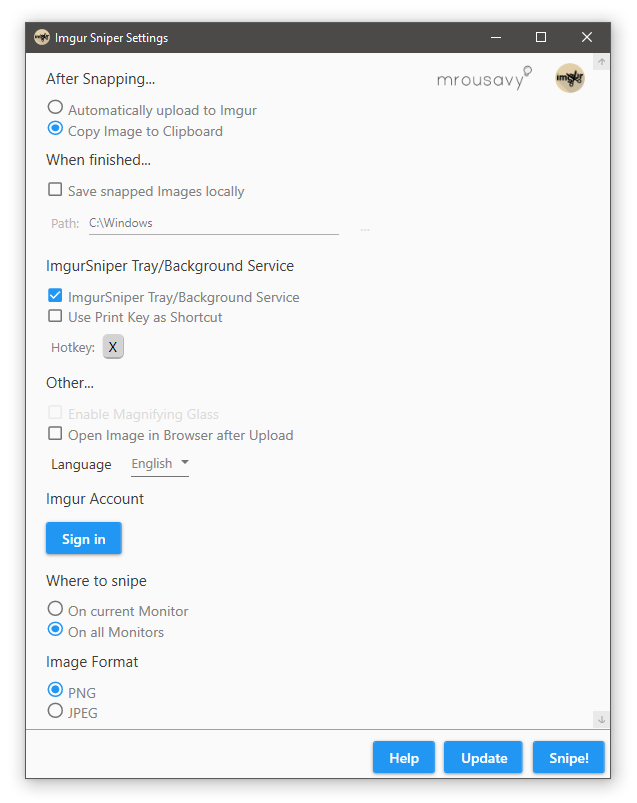 Imgur Sniper Settings
After Snapping...
mrousavy
imgur
Automatically upload to Imgur
Copy Image to Clipboard
When finished...
Save snapped Images locally
Path: C:\Windows ...
ImgurSniper Tray/Background Service
ImgurSniper Tray/Background Service
Use Print Key as Shortcut
Hotkey: X
Other...
Enable Magnifying Glass
Open Image in Browser after Upload
Language English
Imgur Account
Sign in
Where to snipe
On current Monitor
On all Monitors
Image Format
PNG
JPEG
Help Update Snipe!